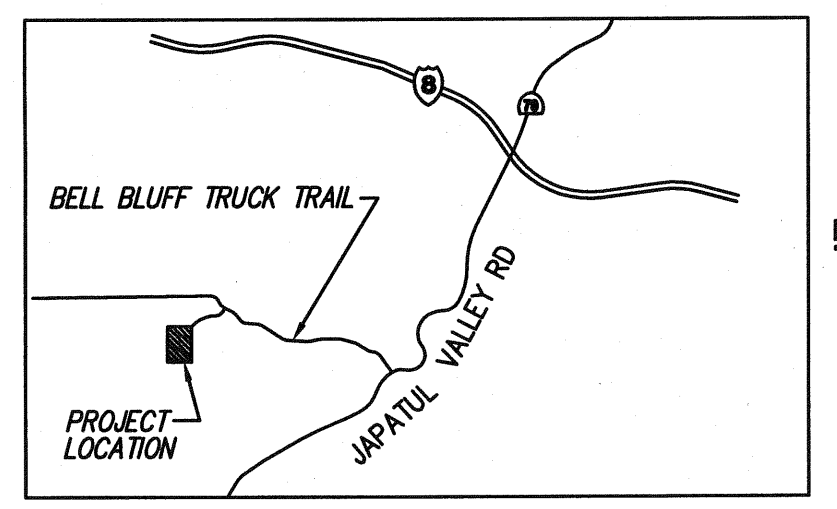 8
79
BELL BLUFF TRUCK TRAIL
JAPATUL VALLEY RD
PROJECT
LOCATION